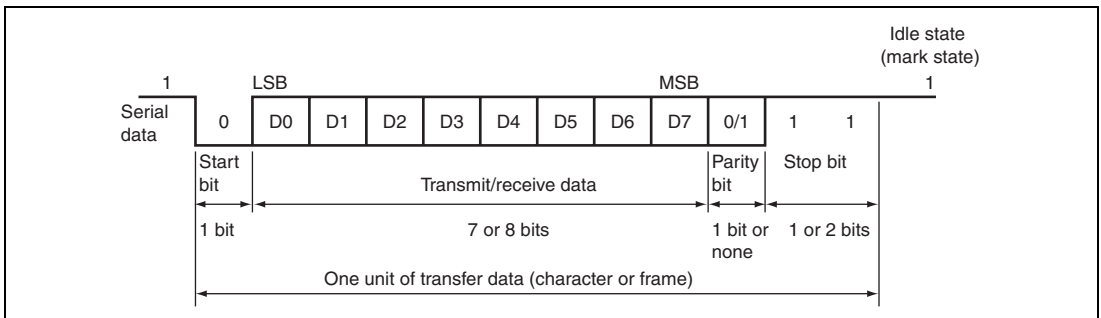 Idle state
(mark state)
1 LSB MSB 1
Serial
data
0 D0 D1 D2 D3 D4 D5 D6 D7 0/1 1 1
Start
bit
Transmit/receive data
Parity
bit
Stop bit
1 bit
7 or 8 bits
1 bit or
none
1 or 2 bits
One unit of transfer data (character or frame)